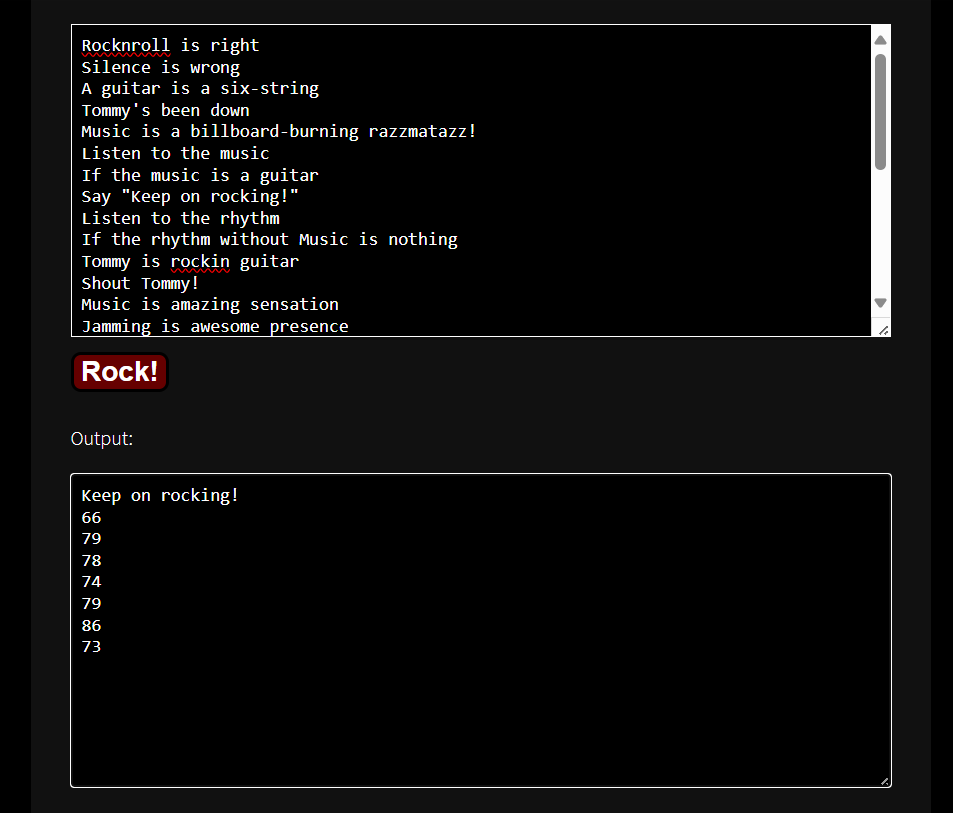 Rocknroll is right
Silence is wrong
A guitar is a six-string
Tommy's been down
Music is a billboard-burning razzmatazz!
Listen to the music
If the music is a guitar
Say "Keep on rocking!"
Listen to the rhythm
If the rhythm without Music is nothing
Tommy is rockin guitar
Shout Tommy!
Music is amazing sensation
Jamming is awesome presence
Rock!
Output:
Keep on rocking!
66
79
78
74
79
86
73